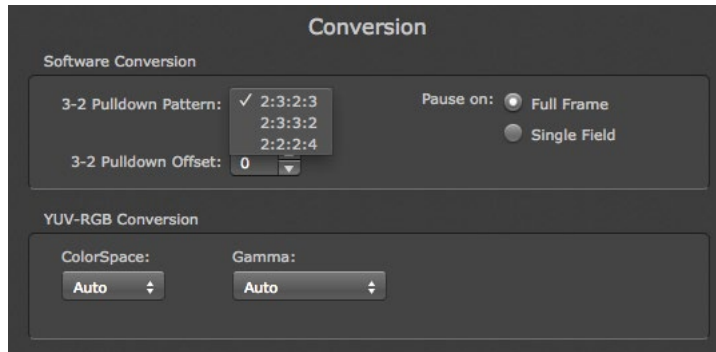 Conversion
Software Conversion
3-2 Pulldown Pattern: ✓ 2:3:2:3
2:3:3:2
2:2:2:4
Pause on: Full Frame
Single Field
3-2 Pulldown Offset: 0
YUV-RGB Conversion
ColorSpace: Gamma:
Auto Auto